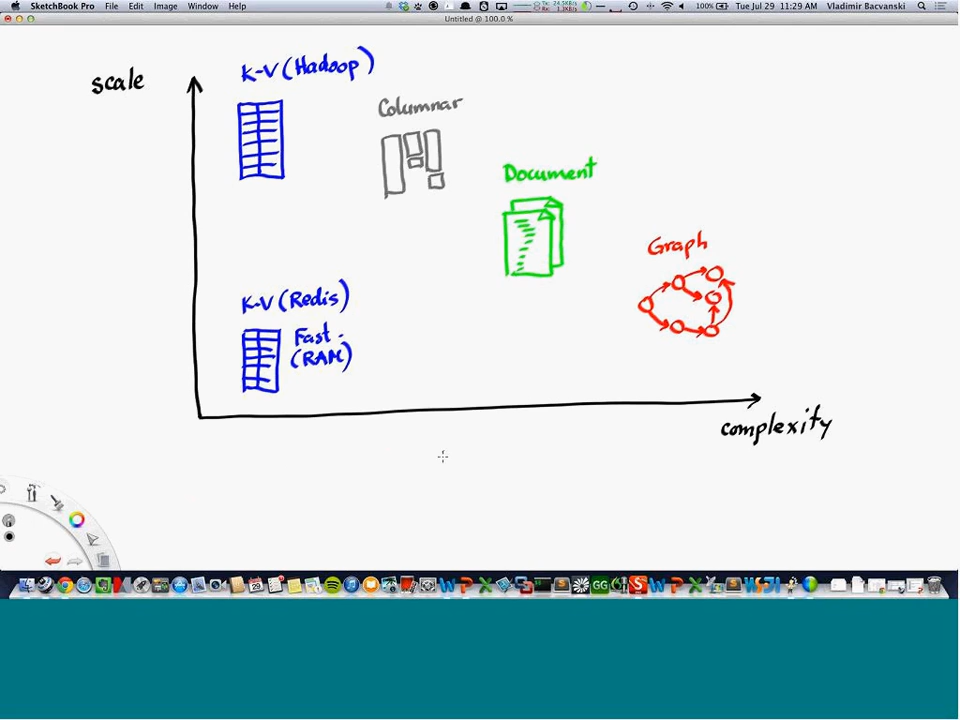 SketchBook Pro File Edit Image Window Help 100% Tue Jul 29 11:29 AM Vladimir Bacvanski
Untitled @ 100.0 %
scale
K-V (Hadoop)
Columnar
Document
Graph
K-V (Redis)
Fast
(RAM)
complexity